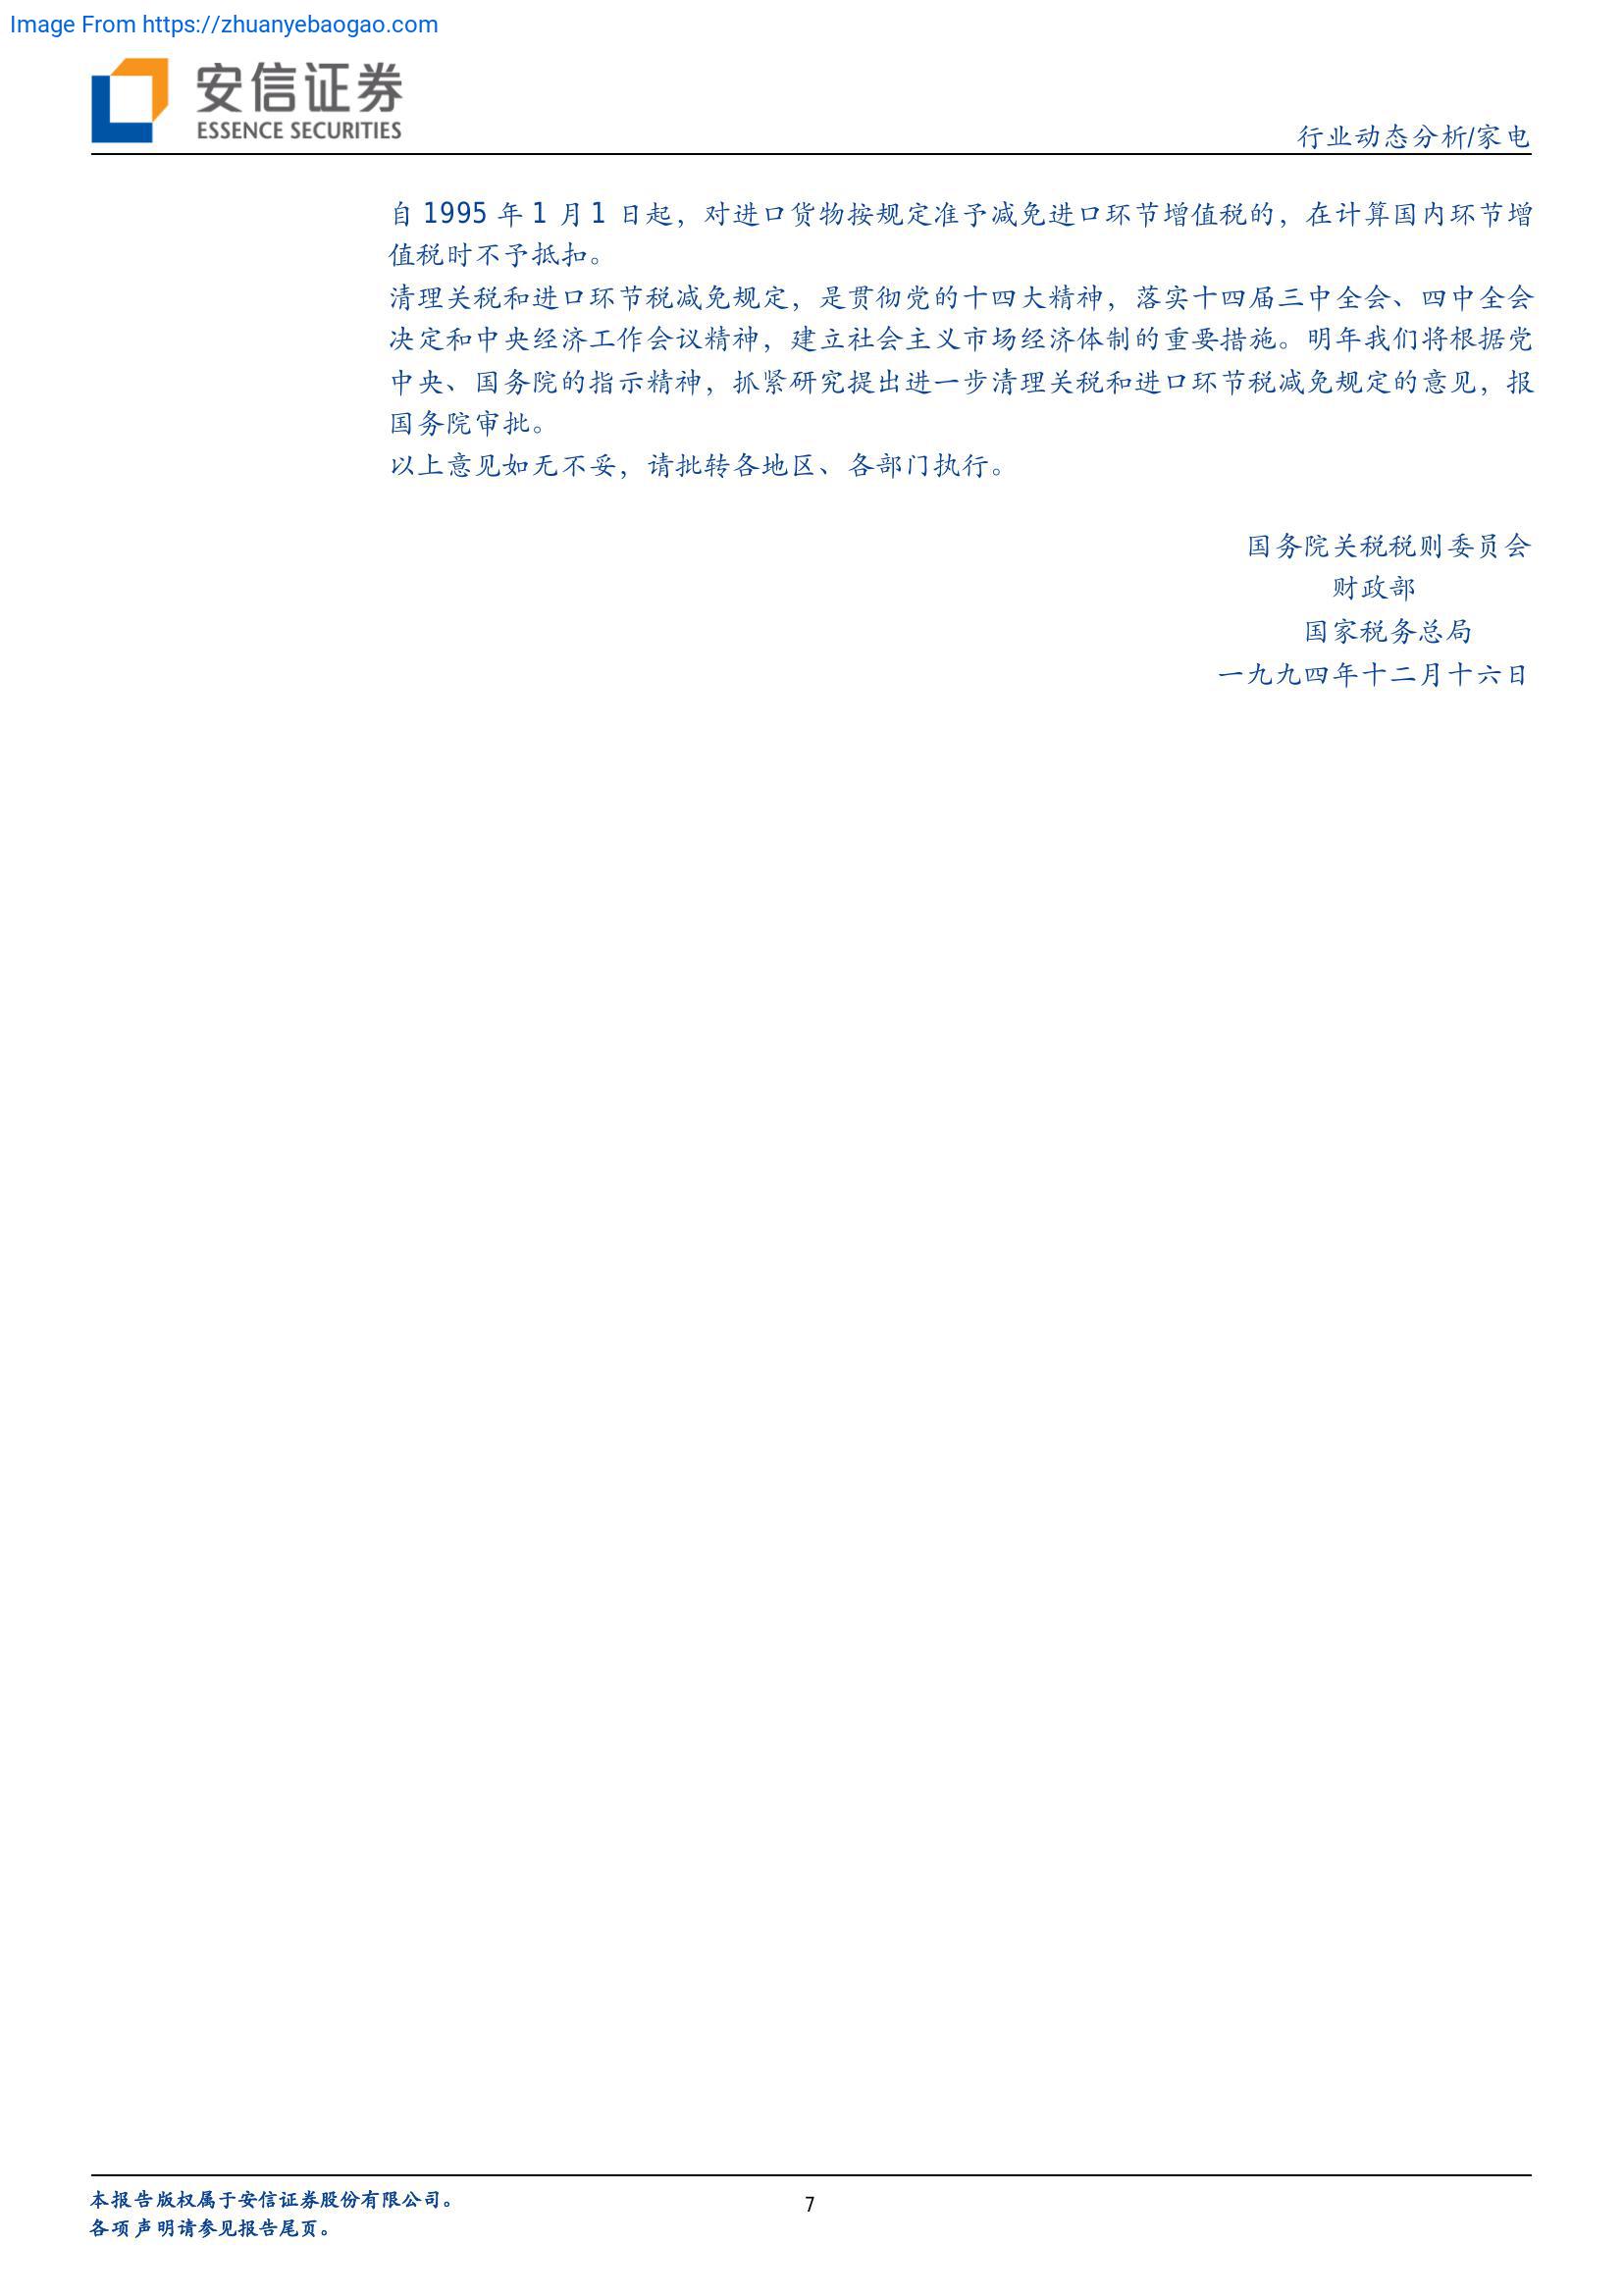 Image From https://zhuanyebaogao.com
安信证券
ESSENCE SECURITIES
行业动态分析/家电
自 1995 年 1 月 1 日起，对进口货物按规定准予减免进口环节增值税的，在计算国内环节增
值税时不予抵扣。
清理关税和进口环节税减免规定，是贯彻党的十四大精神，落实十四届三中全会、四中全会
决定和中央经济工作会议精神，建立社会主义市场经济体制的重要措施。明年我们将根据党
中央、国务院的指示精神，抓紧研究提出进一步清理关税和进口环节税减免规定的意见，报
国务院审批。
以上意见如无不妥，请批转各地区、各部门执行。
国务院关税税则委员会
财政部
国家税务总局
一九九四年十二月十六日
本报告版权属于安信证券股份有限公司。
7
各项声明请参见报告尾页。